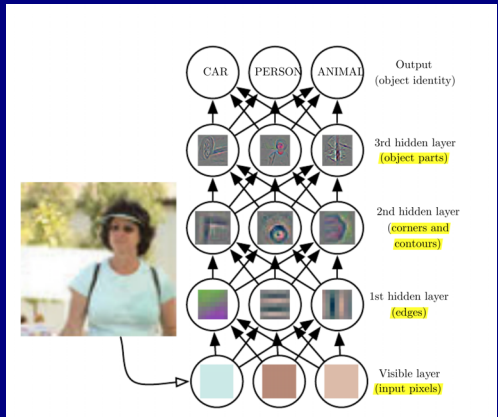 CAR PERSON ANIMAL
Output
(object identity)
3rd hidden layer
(object parts)
2nd hidden layer
(corners and
contours)
1st hidden layer
(edges)
Visible layer
(input pixels)